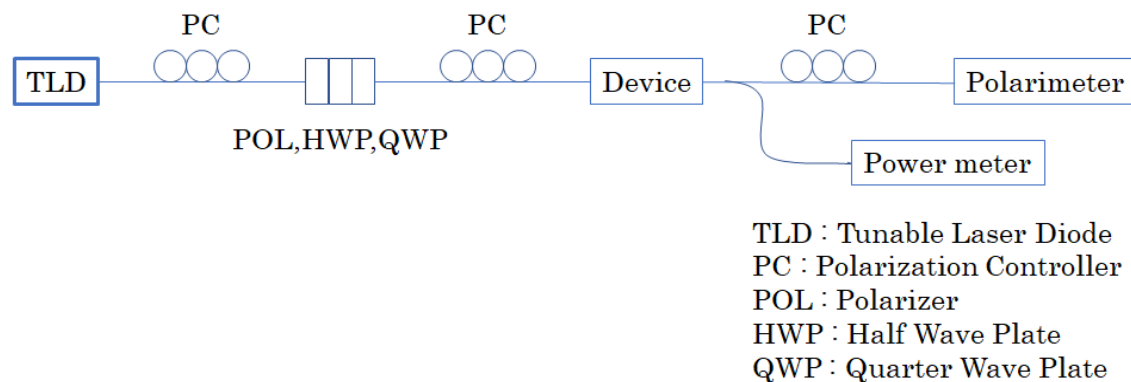 PC
PC
PC
TLD
Device
Polarimeter
POL,HWP,QWP
Power meter
TLD : Tunable Laser Diode
PC : Polarization Controller
POL : Polarizer
HWP : Half Wave Plate
QWP : Quarter Wave Plate